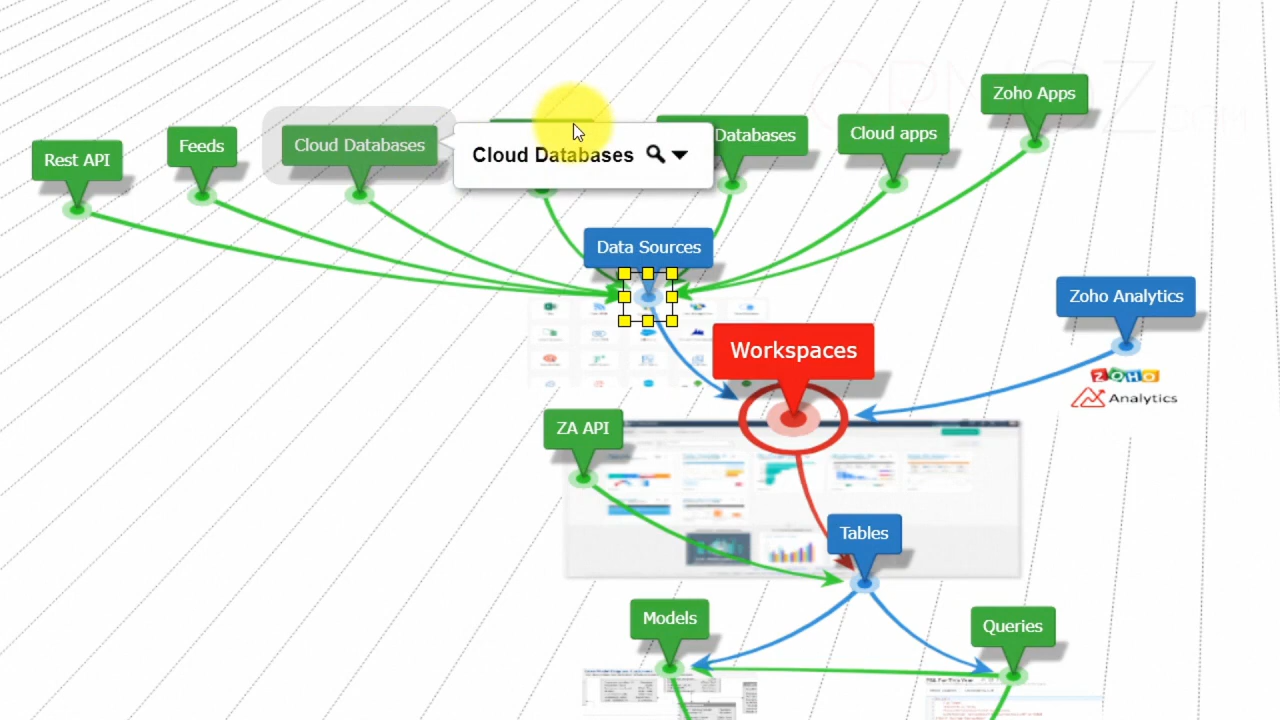 Zoho Apps
Rest API
Feeds
Cloud Databases
Cloud Databases
Databases
Cloud apps
Data Sources
Zoho Analytics
Workspaces
ZOHO
Analytics
ZA API
Tables
Models
Queries